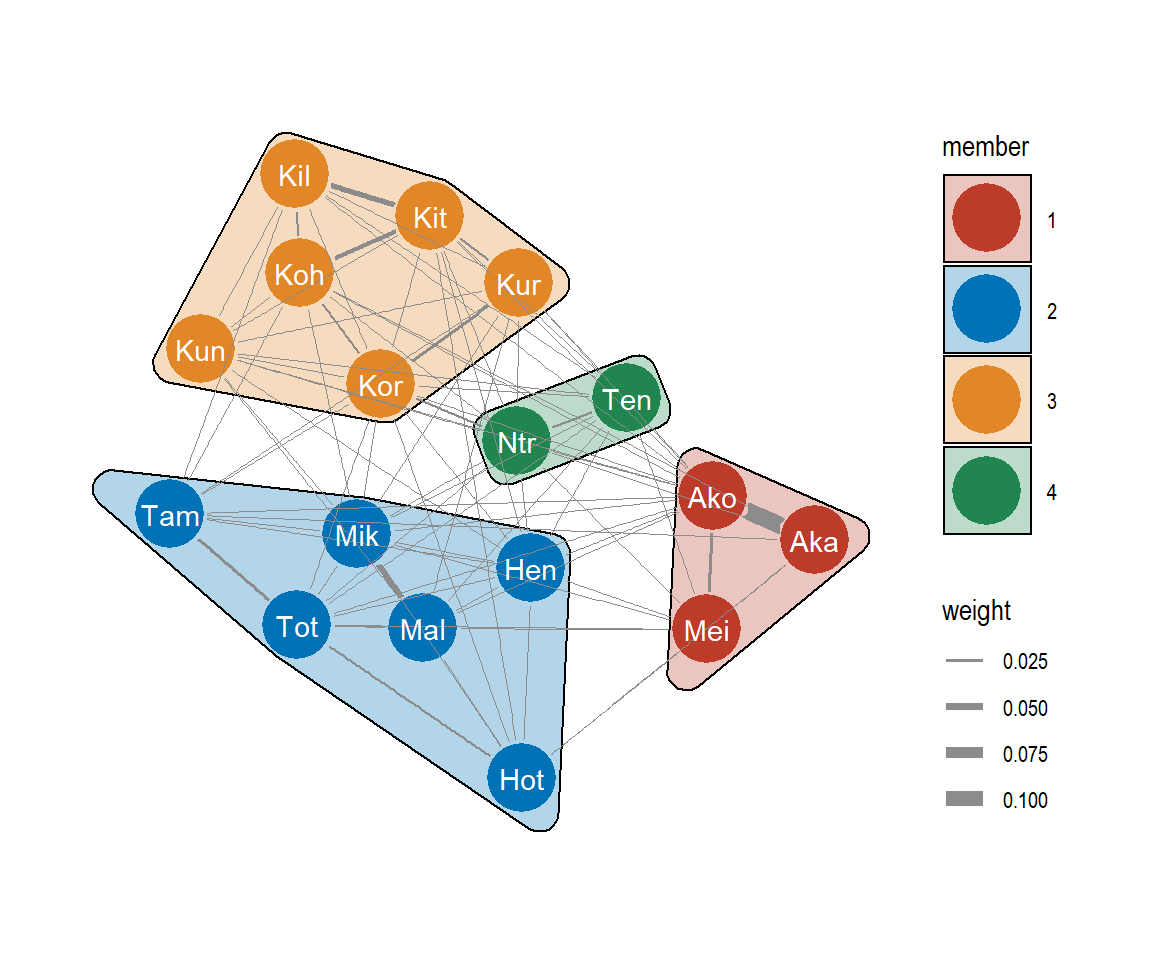 Kil
Kit
Koh
Kur
Kun
Kor
Ten
Ntr
Tam
Mik
Hen
Tot
Mal
Hot
Ako
Aka
Mei
member
1
2
3
4
weight
0.025
0.050
0.075
0.100